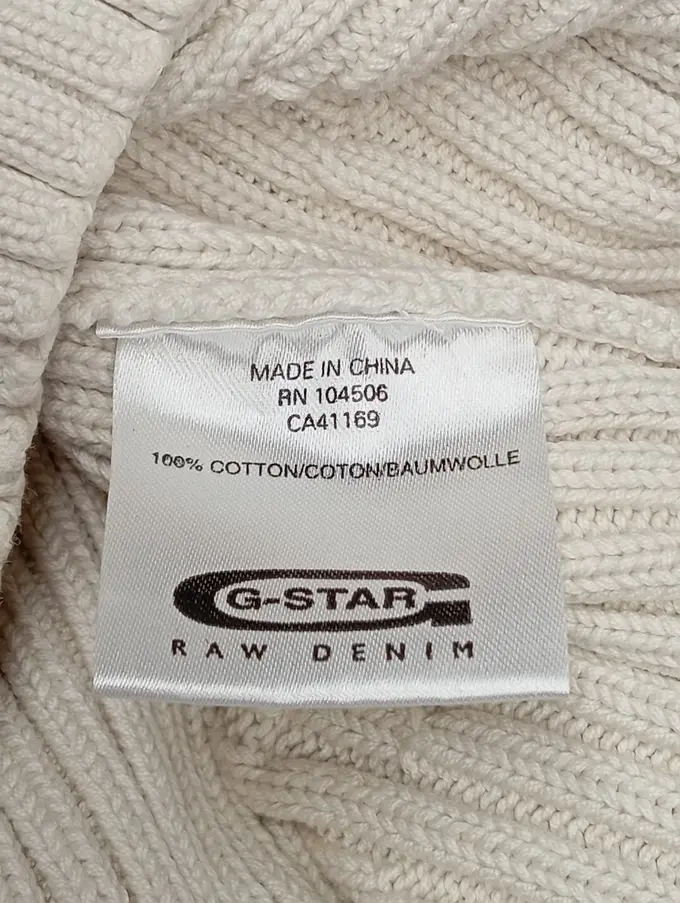 MADE IN CHINA
RN 104506
CA41169
100% COTTON/COTON/BAUMWOLLE
G-STAR
RAW DENIM